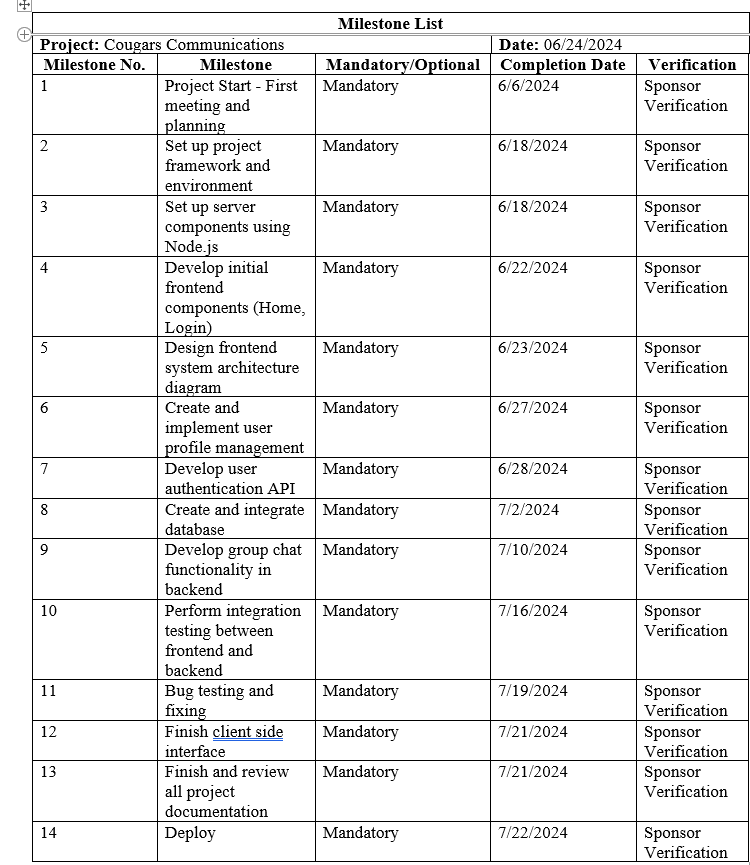 Milestone List
Project: Cougars Communications Date: 06/24/2024
Milestone No. Milestone Mandatory/Optional Completion Date Verification
1 Project Start - First Mandatory 6/6/2024 Sponsor
meeting and Verification
planning
2 Set up project Mandatory 6/18/2024 Sponsor
framework and Verification
environment
3 Set up server Mandatory 6/18/2024 Sponsor
components using Verification
Node.js
4 Develop initial Mandatory 6/22/2024 Sponsor
frontend Verification
components (Home,
Login)
5 Design frontend Mandatory 6/23/2024 Sponsor
system architecture Verification
diagram
6 Create and Mandatory 6/27/2024 Sponsor
implement user Verification
profile management
7 Develop user Mandatory 6/28/2024 Sponsor
authentication API Verification
8 Create and integrate Mandatory 7/2/2024 Sponsor
database Verification
9 Develop group chat Mandatory 7/10/2024 Sponsor
functionality in Verification
backend
10 Perform integration Mandatory 7/16/2024 Sponsor
testing between Verification
frontend and
backend
11 Bug testing and Mandatory 7/19/2024 Sponsor
fixing Verification
12 Finish client side Mandatory 7/21/2024 Sponsor
interface Verification
13 Finish and review Mandatory 7/21/2024 Sponsor
all project Verification
documentation
14 Deploy Mandatory 7/22/2024 Sponsor
Verification